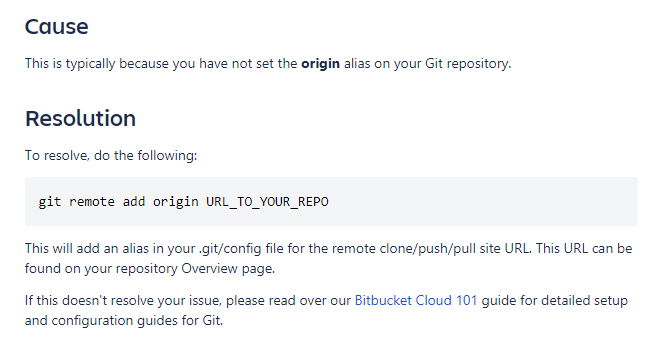 Cause
This is typically because you have not set the origin alias on your Git repository.
Resolution
To resolve, do the following:
git remote add origin URL_TO_YOUR_REPO
This will add an alias in your .git/config file for the remote clone/push/pull site URL. This URL can be
found on your repository Overview page.
If this doesn't resolve your issue, please read over our Bitbucket Cloud 101 guide for detailed setup
and configuration guides for Git.